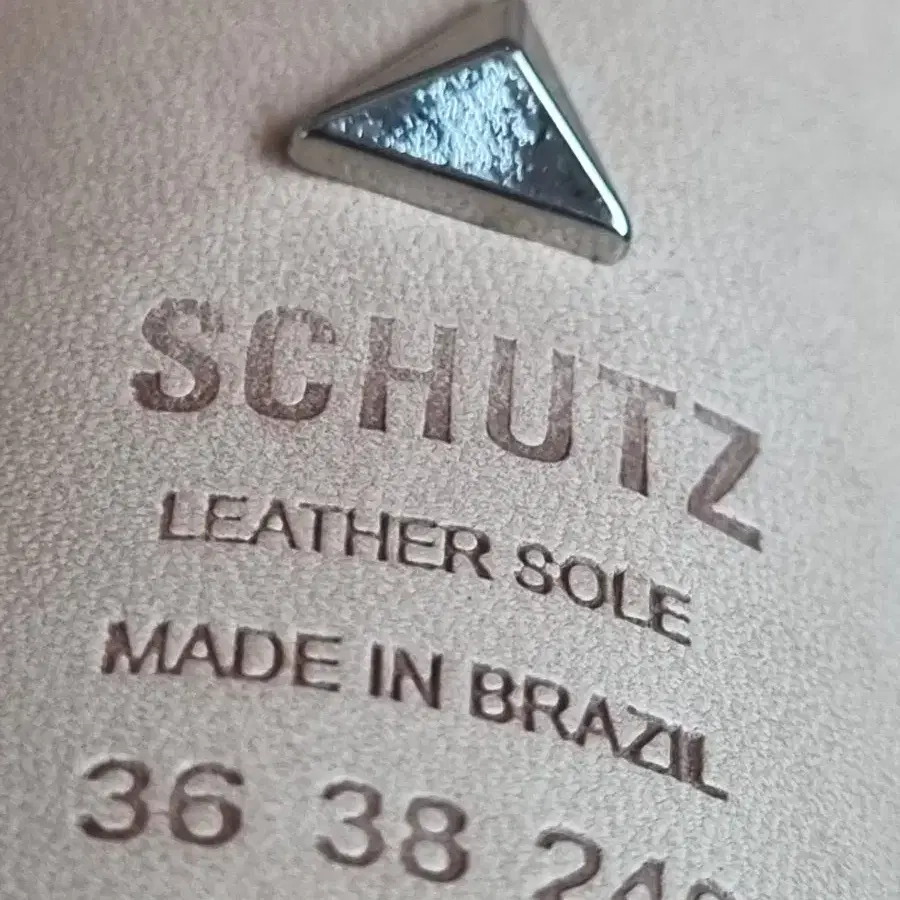 SCHUTZ
LEATHER SOLE
MADE IN BRAZIL
36 38